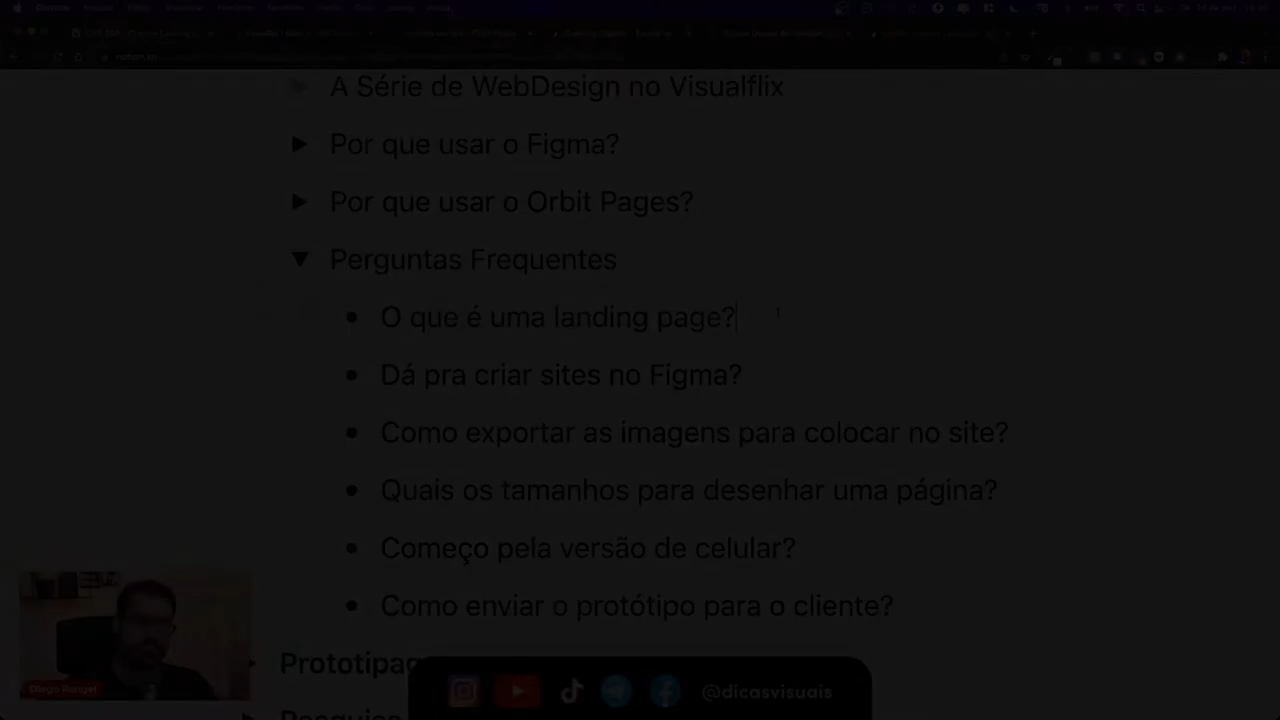 A Série de WebDesign no Visualflix
Por que usar o Figma?
Por que usar o Orbit Pages?
Perguntas Frequentes
O que é uma landing page?
Dá pra criar sites no Figma?
Como exportar as imagens para colocar no site?
Quais os tamanhos para desenhar uma página?
Começo pela versão de celular?
Como enviar o protótipo para o cliente?
Diego Rangel
@dicasvisuais